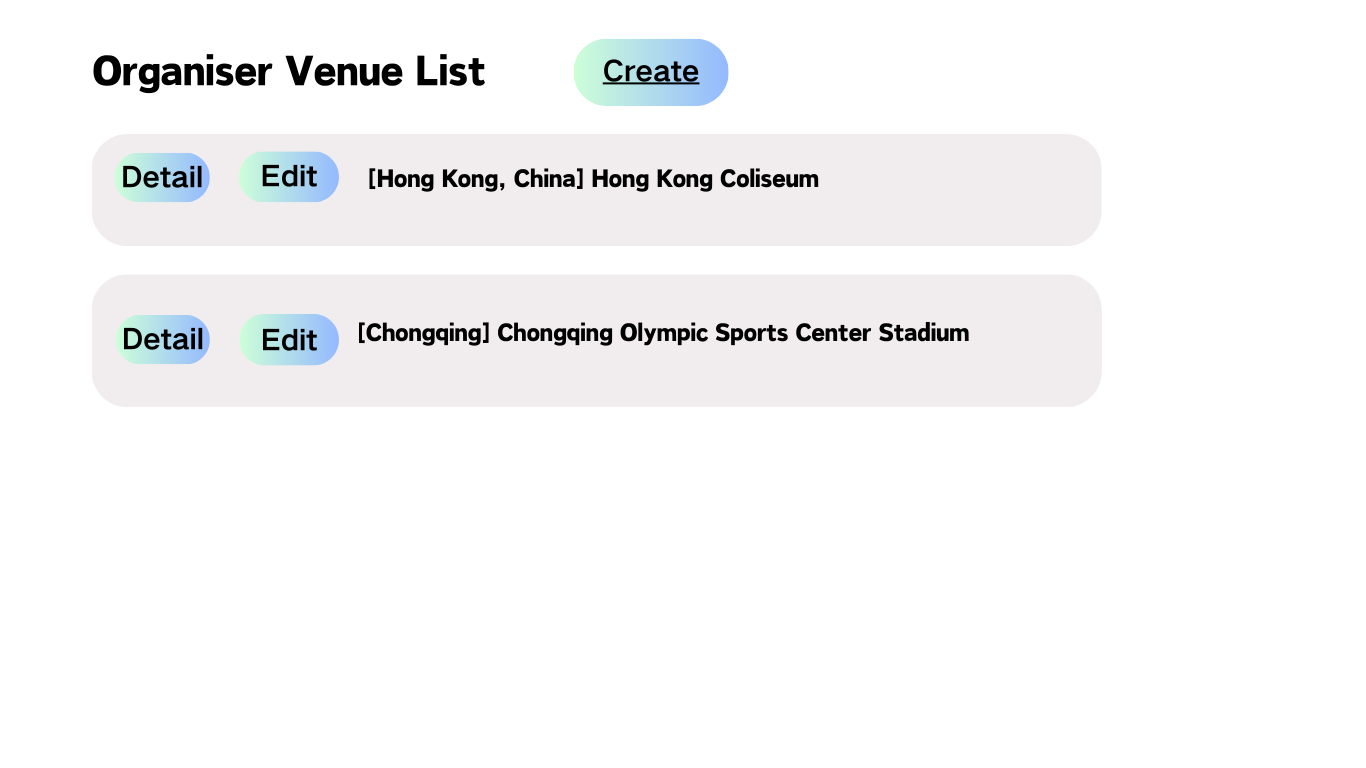 Organiser Venue List
Create
Detail
Edit
[Hong Kong, China] Hong Kong Coliseum
Detail
Edit
[Chongqing] Chongqing Olympic Sports Center Stadium